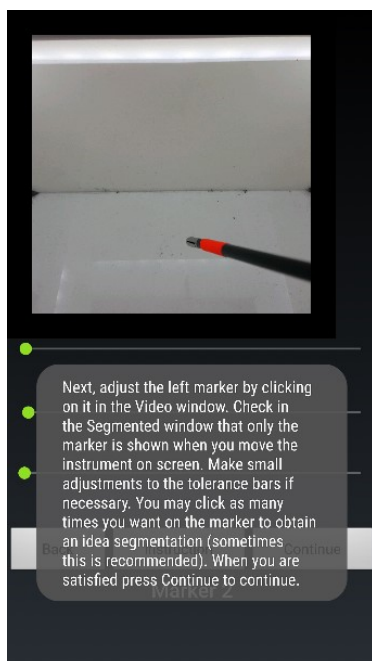 Next, adjust the left marker by clicking
on it in the Video window. Check in
the Segmented window that only the
marker is shown when you move the
instrument on screen. Make small
adjustments to the tolerance bars if
necessary. You may click as many
times you want on the marker to obtain
an idea segmentation (sometimes
this is recommended). When you are
satisfied press Continue to continue.
Back
Continue
Marker 2